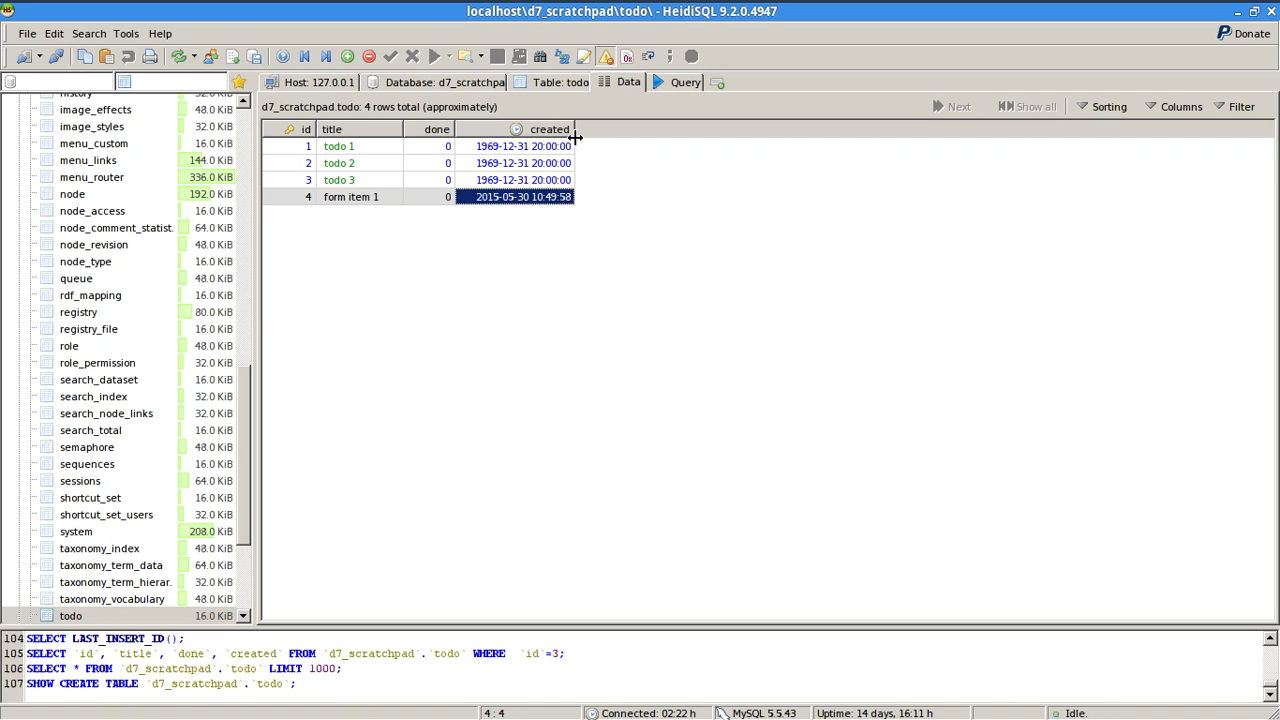 localhost\d7_scratchpad\todo\ - HeidiSQL 9.2.0.4947
File Edit Search Tools Help
Donate
Host: 127.0.0.1
Database: d7_scratchpa
Table: todo
Data
Query
d7_scratchpad.todo: 4 rows total (approximately)
Next
Show all
Sorting
Columns
Filter
id title done created
1 todo 1 0 1969-12-31 20:00:00
2 todo 2 0 1969-12-31 20:00:00
3 todo 3 0 1969-12-31 20:00:00
4 form item 1 0 2015-05-30 10:49:58
history 32.0 KiB
image_effects 48.0 KiB
image_styles 32.0 KiB
menu_custom 16.0 KiB
menu_links 144.0 KiB
menu_router 336.0 KiB
node 192.0 KiB
node_access 16.0 KiB
node_comment_statist. 64.0 KiB
node_revision 48.0 KiB
node_type 16.0 KiB
queue 48.0 KiB
rdf_mapping 16.0 KiB
registry 80.0 KiB
registry_file 16.0 KiB
role 48.0 KiB
role_permission 32.0 KiB
search_dataset 16.0 KiB
search_index 32.0 KiB
search_node_links 32.0 KiB
search_total 16.0 KiB
semaphore 48.0 KiB
sequences 16.0 KiB
sessions 64.0 KiB
shortcut_set 16.0 KiB
shortcut_set_users 32.0 KiB
system 208.0 KiB
taxonomy_index 48.0 KiB
taxonomy_term_data 64.0 KiB
taxonomy_term_hierar. 32.0 KiB
taxonomy_vocabulary 48.0 KiB
todo 16.0 KiB
104 SELECT LAST_INSERT_ID();
105 SELECT `id`, `title`, `done`, `created` FROM `d7_scratchpad`.`todo` WHERE `id`=3;
106 SELECT * FROM `d7_scratchpad`.`todo` LIMIT 1000;
107 SHOW CREATE TABLE `d7_scratchpad`.`todo`;
4 : 4
Connected: 02:22 h
MySQL 5.5.43
Uptime: 14 days, 16:11 h
Idle.